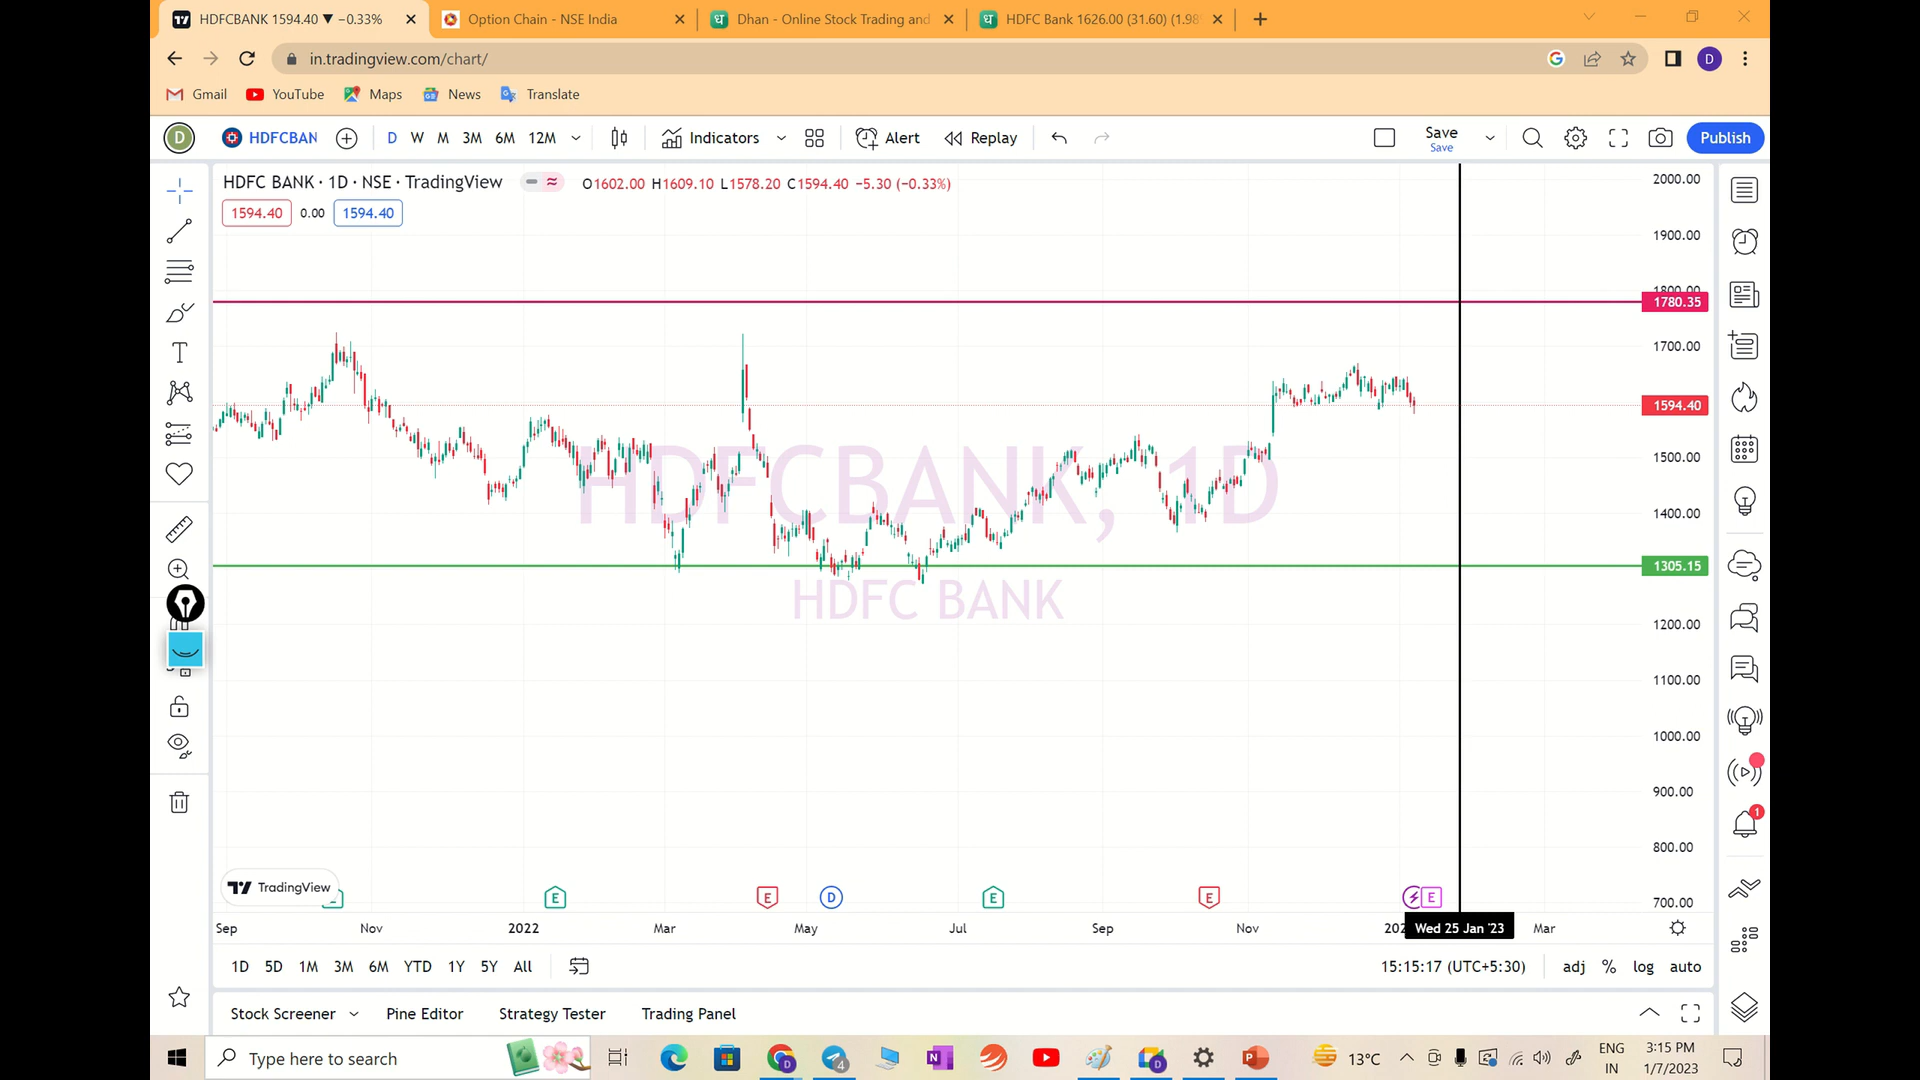 HDFCBANK 1594.40 ▼ −0.33%
Option Chain - NSE India
Dhan - Online Stock Trading and
HDFC Bank 1626.00 (31.60) (1.98
in.tradingview.com/chart/
D
Gmail YouTube Maps News Translate
D HDFCBAN D W M 3M 6M 12M Indicators Alert Replay Save Publish
Save
HDFC BANK · 1D · NSE · TradingView O1602.00 H1609.10 L1578.20 C1594.40 −5.30 (−0.33%)
1594.40 0.00 1594.40
2000.00
1900.00
1800.00
1780.35
1700.00
1594.40
1500.00
1400.00
1305.15
1200.00
1100.00
1000.00
900.00
800.00
700.00
HDFCBANK, 1D
HDFC BANK
TradingView
E E D E E E
Sep Nov 2022 Mar May Jul Sep Nov 202 Wed 25 Jan '23 Mar
1D 5D 1M 3M 6M YTD 1Y 5Y All 15:15:17 (UTC+5:30) adj % log auto
Stock Screener Pine Editor Strategy Tester Trading Panel
1
Type here to search
4
D
13°C
ENG
IN
3:15 PM
1/7/2023